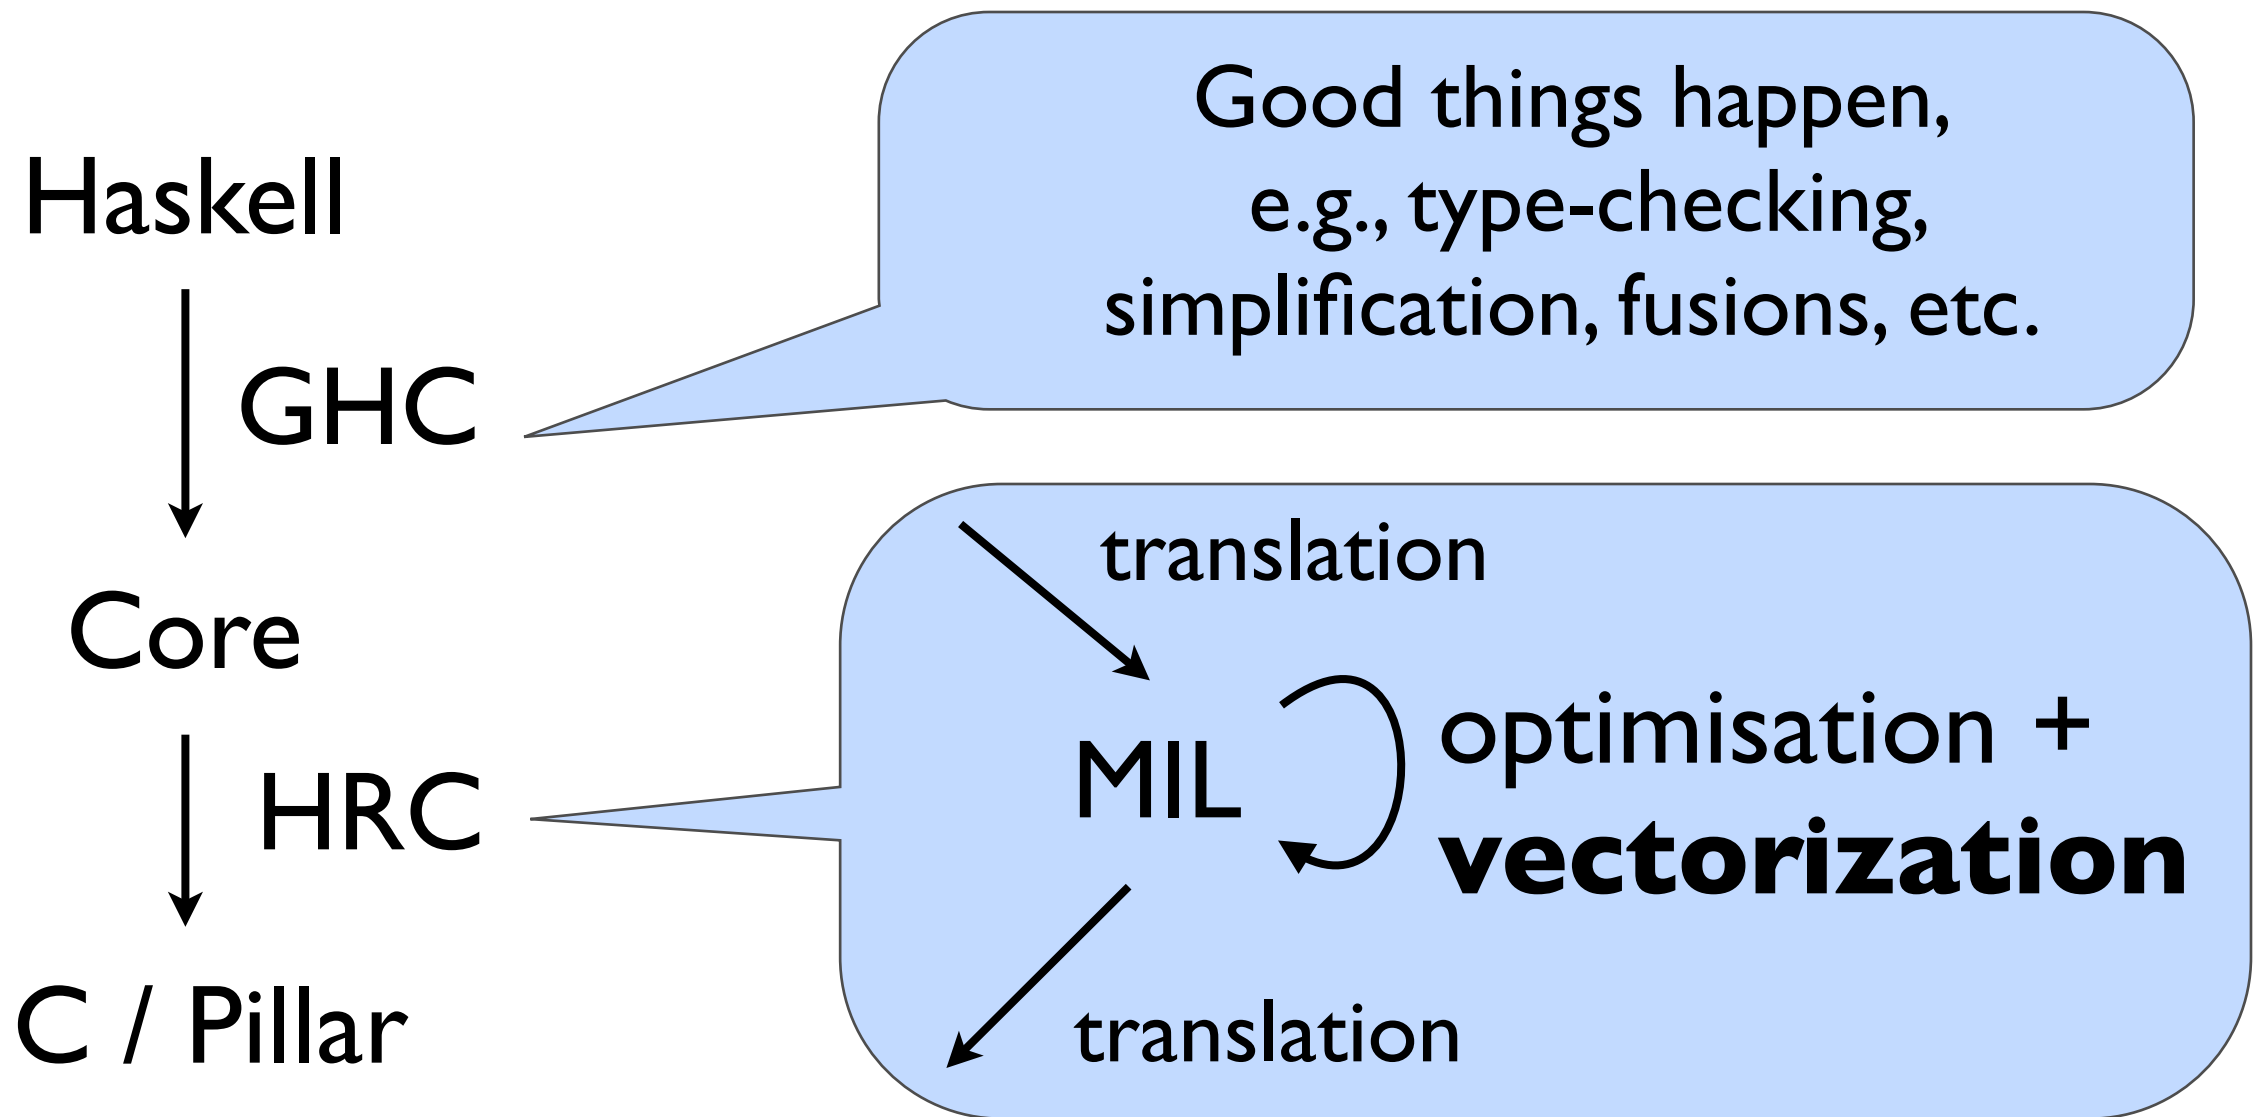 Haskell
GHC
Core
HRC
C / Pillar
Good things happen,
e.g., type-checking,
simplification, fusions, etc.
translation
MIL
optimisation +
vectorization
translation